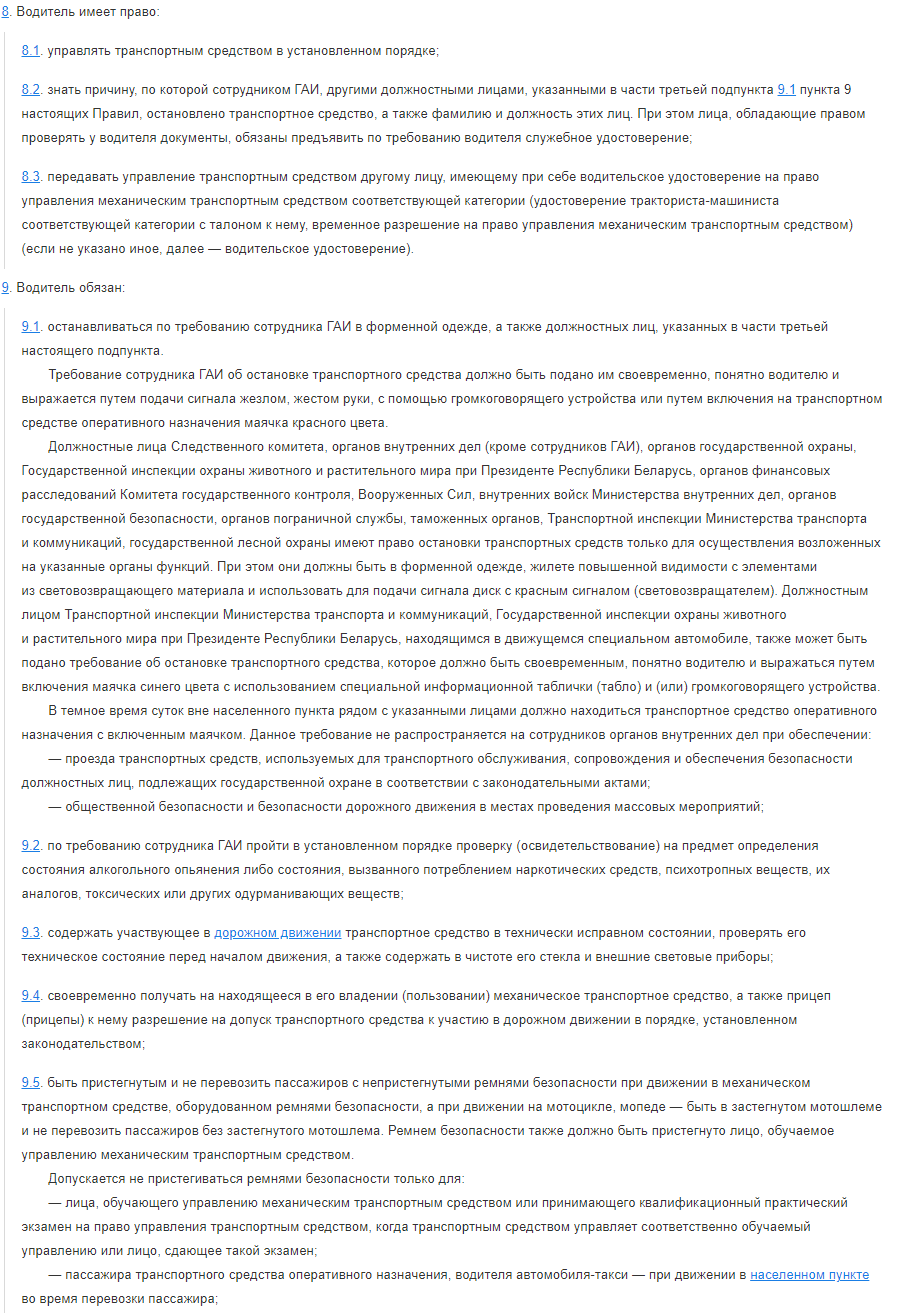 8. Водитель имеет право:
8.1. управлять транспортным средством в установленном порядке;
8.2. знать причину, по которой сотрудником ГАИ, другими должностными лицами, указанными в части третьей подпункта 9.1 пункта 9
настоящих Правил, остановлено транспортное средство, а также фамилию и должность этих лиц. При этом лица, обладающие правом
проверять у водителя документы, обязаны предъявить по требованию водителя служебное удостоверение;
8.3. передавать управление транспортным средством другому лицу, имеющему при себе водительское удостоверение на право
управления механическим транспортным средством соответствующей категории (удостоверение тракториста-машиниста
соответствующей категории с талоном к нему, временное разрешение на право управления механическим транспортным средством)
(если не указано иное, далее — водительское удостоверение).
9. Водитель обязан:
9.1. останавливаться по требованию сотрудника ГАИ в форменной одежде, а также должностных лиц, указанных в части третьей
настоящего подпункта.
Требование сотрудника ГАИ об остановке транспортного средства должно быть подано им своевременно, понятно водителю и
выражается путем подачи сигнала жезлом, жестом руки, с помощью громкоговорящего устройства или путем включения на транспортном
средстве оперативного назначения маячка красного цвета.
Должностные лица Следственного комитета, органов внутренних дел (кроме сотрудников ГАИ), органов государственной охраны,
Государственной инспекции охраны животного и растительного мира при Президенте Республики Беларусь, органов финансовых
расследований Комитета государственного контроля, Вооруженных Сил, внутренних войск Министерства внутренних дел, органов
государственной безопасности, органов пограничной службы, таможенных органов, Транспортной инспекции Министерства транспорта
и коммуникаций, государственной лесной охраны имеют право остановки транспортных средств только для осуществления возложенных
на указанные органы функций. При этом они должны быть в форменной одежде, жилете повышенной видимости с элементами
из световозвращающего материала и использовать для подачи сигнала диск с красным сигналом (световозвращателем). Должностным
лицом Транспортной инспекции Министерства транспорта и коммуникаций, Государственной инспекции охраны животного
и растительного мира при Президенте Республики Беларусь, находящимся в движущемся специальном автомобиле, также может быть
подано требование об остановке транспортного средства, которое должно быть своевременным, понятно водителю и выражаться путем
включения маячка синего цвета с использованием специальной информационной таблички (табло) и (или) громкоговорящего устройства.
В темное время суток вне населенного пункта рядом с указанными лицами должно находиться транспортное средство оперативного
назначения с включенным маячком. Данное требование не распространяется на сотрудников органов внутренних дел при обеспечении:
— проезда транспортных средств, используемых для транспортного обслуживания, сопровождения и обеспечения безопасности
должностных лиц, подлежащих государственной охране в соответствии с законодательными актами;
— общественной безопасности и безопасности дорожного движения в местах проведения массовых мероприятий;
9.2. по требованию сотрудника ГАИ пройти в установленном порядке проверку (освидетельствование) на предмет определения
состояния алкогольного опьянения либо состояния, вызванного потреблением наркотических средств, психотропных веществ, их
аналогов, токсических или других одурманивающих веществ;
9.3. содержать участвующее в дорожном движении транспортное средство в технически исправном состоянии, проверять его
техническое состояние перед началом движения, а также содержать в чистоте его стекла и внешние световые приборы;
9.4. своевременно получать на находящееся в его владении (пользовании) механическое транспортное средство, а также прицеп
(прицепы) к нему разрешение на допуск транспортного средства к участию в дорожном движении в порядке, установленном
законодательством;
9.5. быть пристегнутым и не перевозить пассажиров с непристегнутыми ремнями безопасности при движении в механическом
транспортном средстве, оборудованном ремнями безопасности, а при движении на мотоцикле, мопеде — быть в застегнутом мотошлеме
и не перевозить пассажиров без застегнутого мотошлема. Ремнем безопасности также должно быть пристегнуто лицо, обучаемое
управлению механическим транспортным средством.
Допускается не пристегиваться ремнями безопасности только для:
— лица, обучающего управлению механическим транспортным средством или принимающего квалификационный практический
экзамен на право управления транспортным средством, когда транспортным средством управляет соответственно обучаемый
управлению или лицо, сдающее такой экзамен;
— пассажира транспортного средства оперативного назначения, водителя автомобиля-такси — при движении в населенном пункте
во время перевозки пассажира;